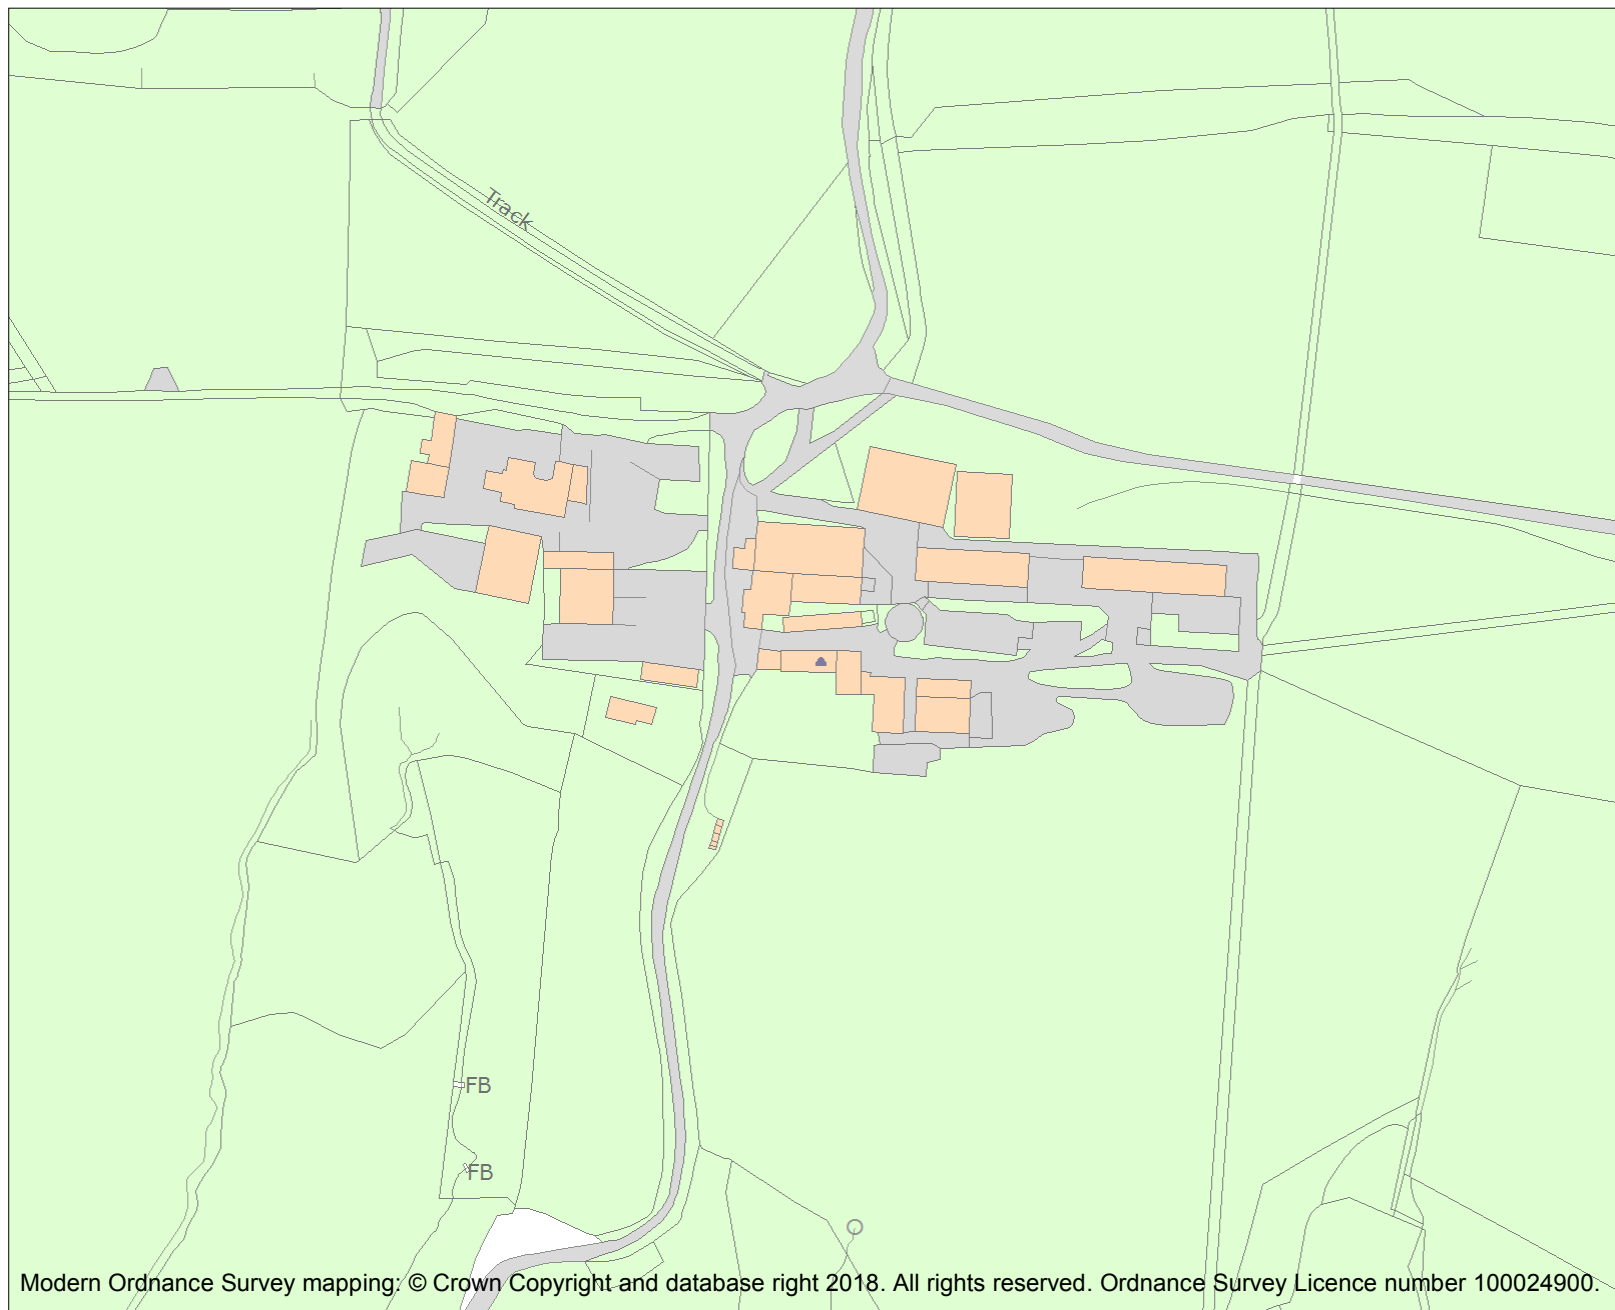 Track
FB
FB
Modern Ordnance Survey mapping: © Crown Copyright and database right 2018. All rights reserved. Ordnance Survey Licence number 100024900.